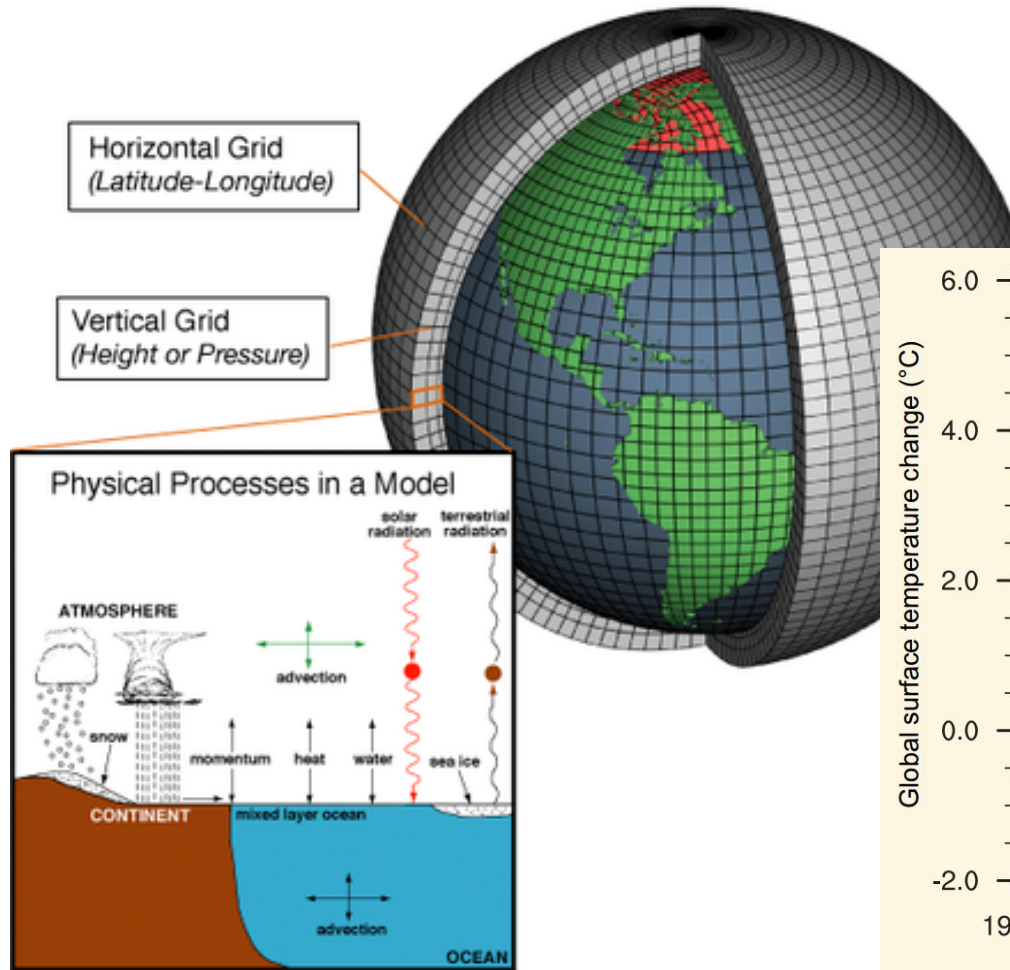 Horizontal Grid
(Latitude-Longitude)
Vertical Grid
(Height or Pressure)
Physical Processes in a Model
solar
radiation
terrestrial
radiation
ATMOSPHERE
advection
snow
momentum
heat
water
sea ice
CONTINENT
mixed layer ocean
advection
OCEAN
Global surface temperature change (°C)
6.0
4.0
2.0
0.0
-2.0
19